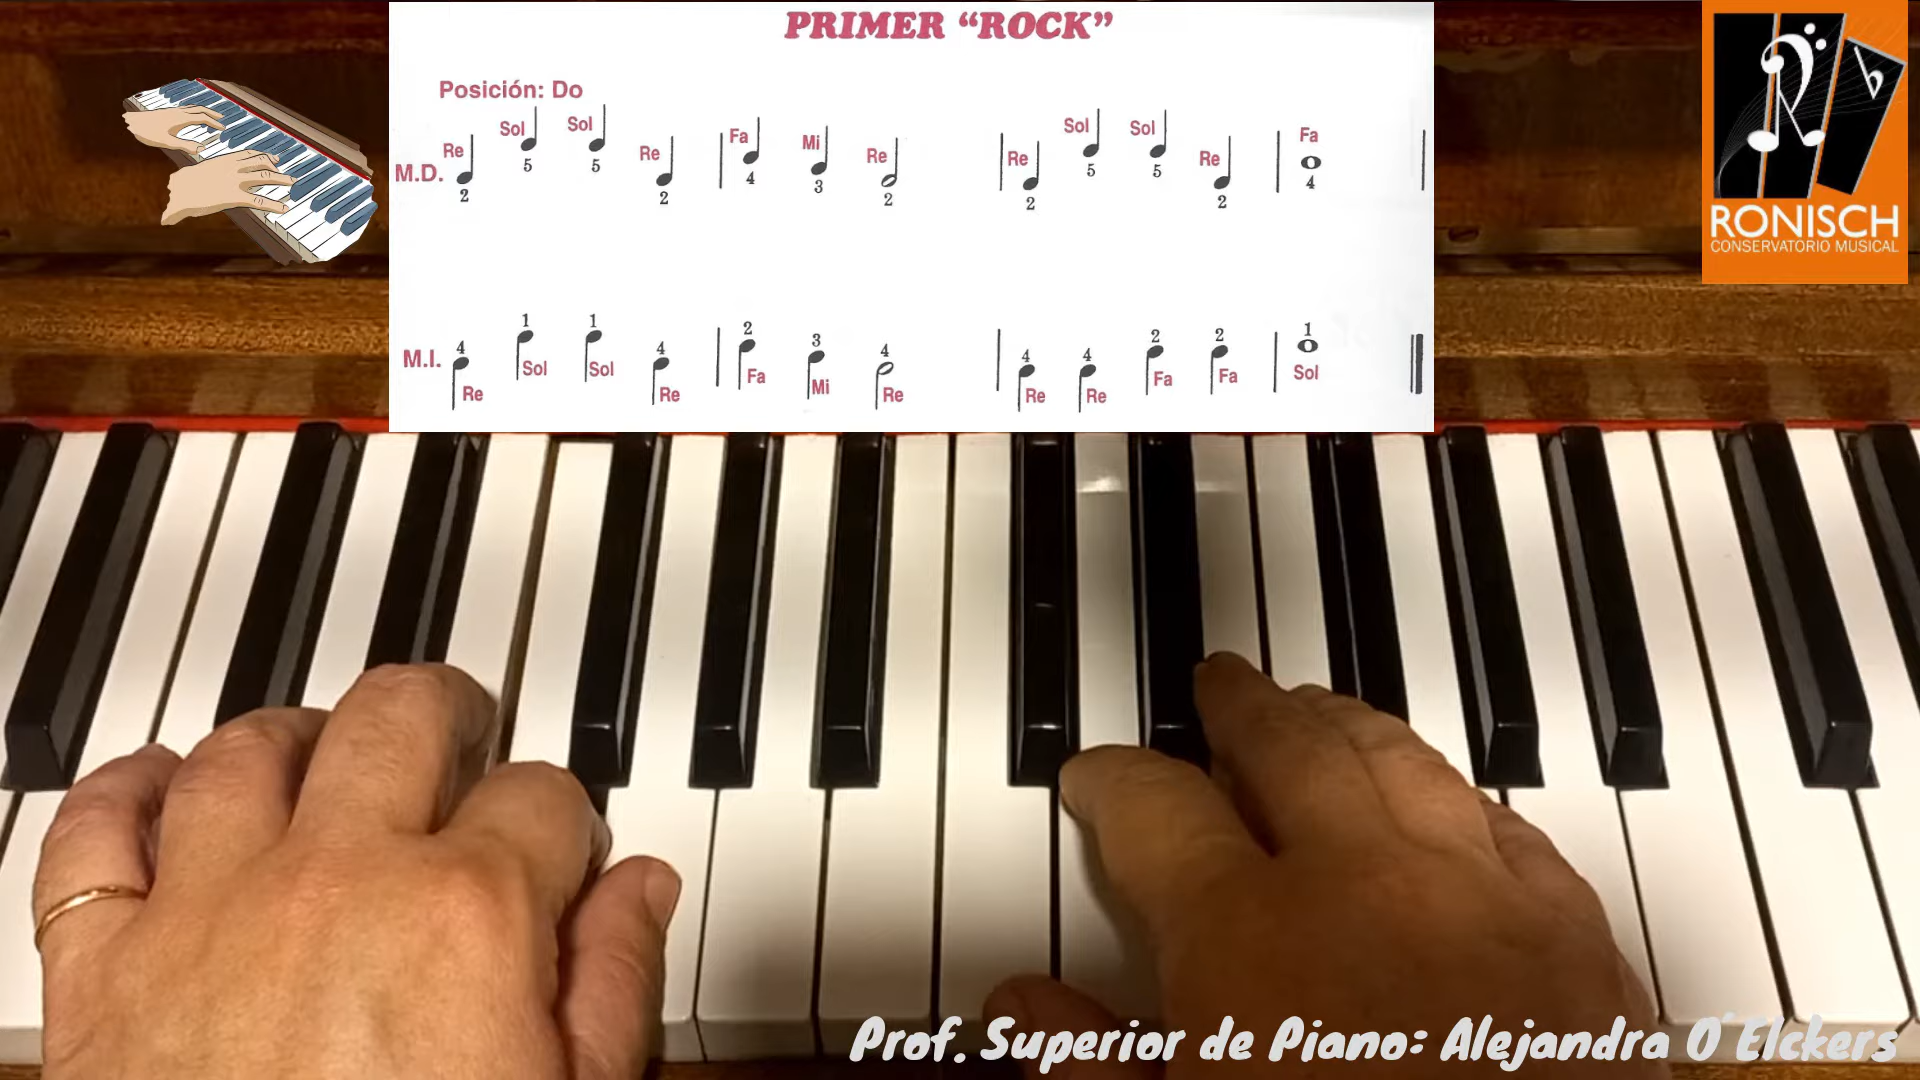 PRIMER “ROCK”
Posición: Do
Re Sol Sol Re Fa Mi Re Re Sol Sol Re Fa
M.D.
2 5 5 2 4 3 2 2 5 5 2 4
4 1 1 4 2 3 4 4 4 2 2 1
M.I.
Re Sol Sol Re Fa Mi Re Re Re Fa Fa Sol
RONISCH
CONSERVATORIO MUSICAL
Prof. Superior de Piano: Alejandra O´Elckers